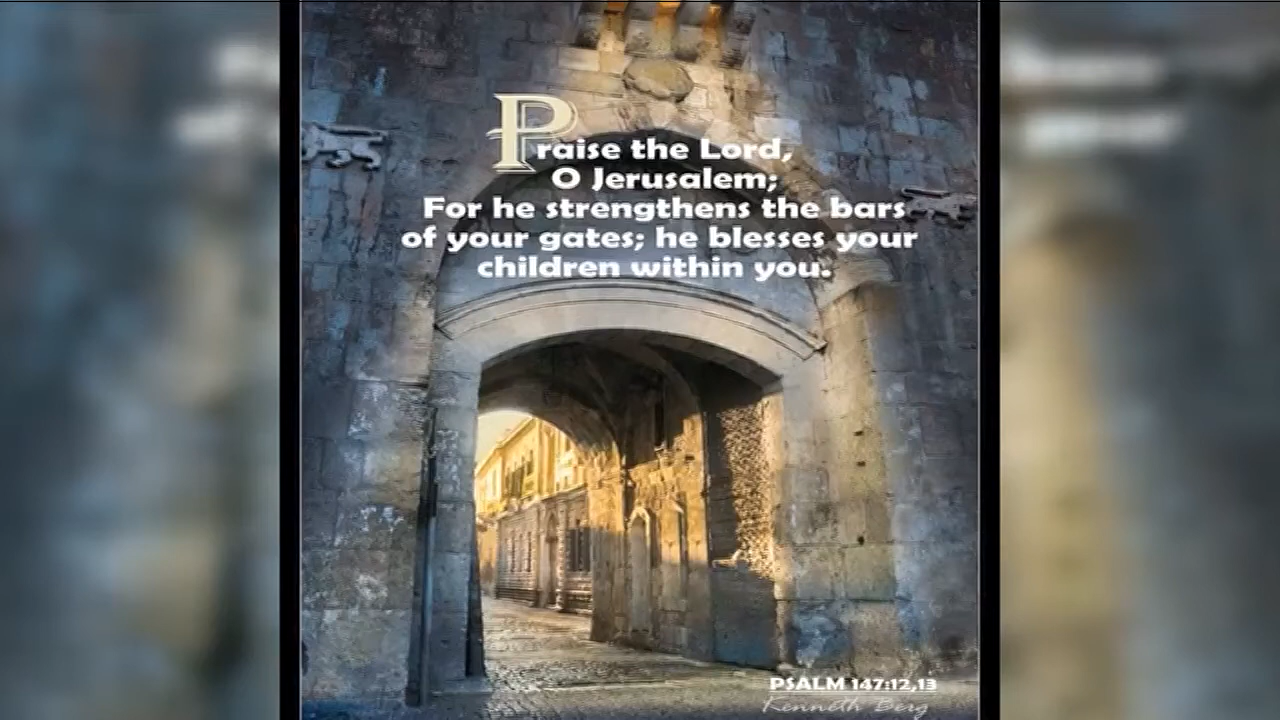 Praise the Lord,
O Jerusalem;
For he strengthens the bars
of your gates; he blesses your
children within you.
PSALM 147:12,13
Kenneth Berg